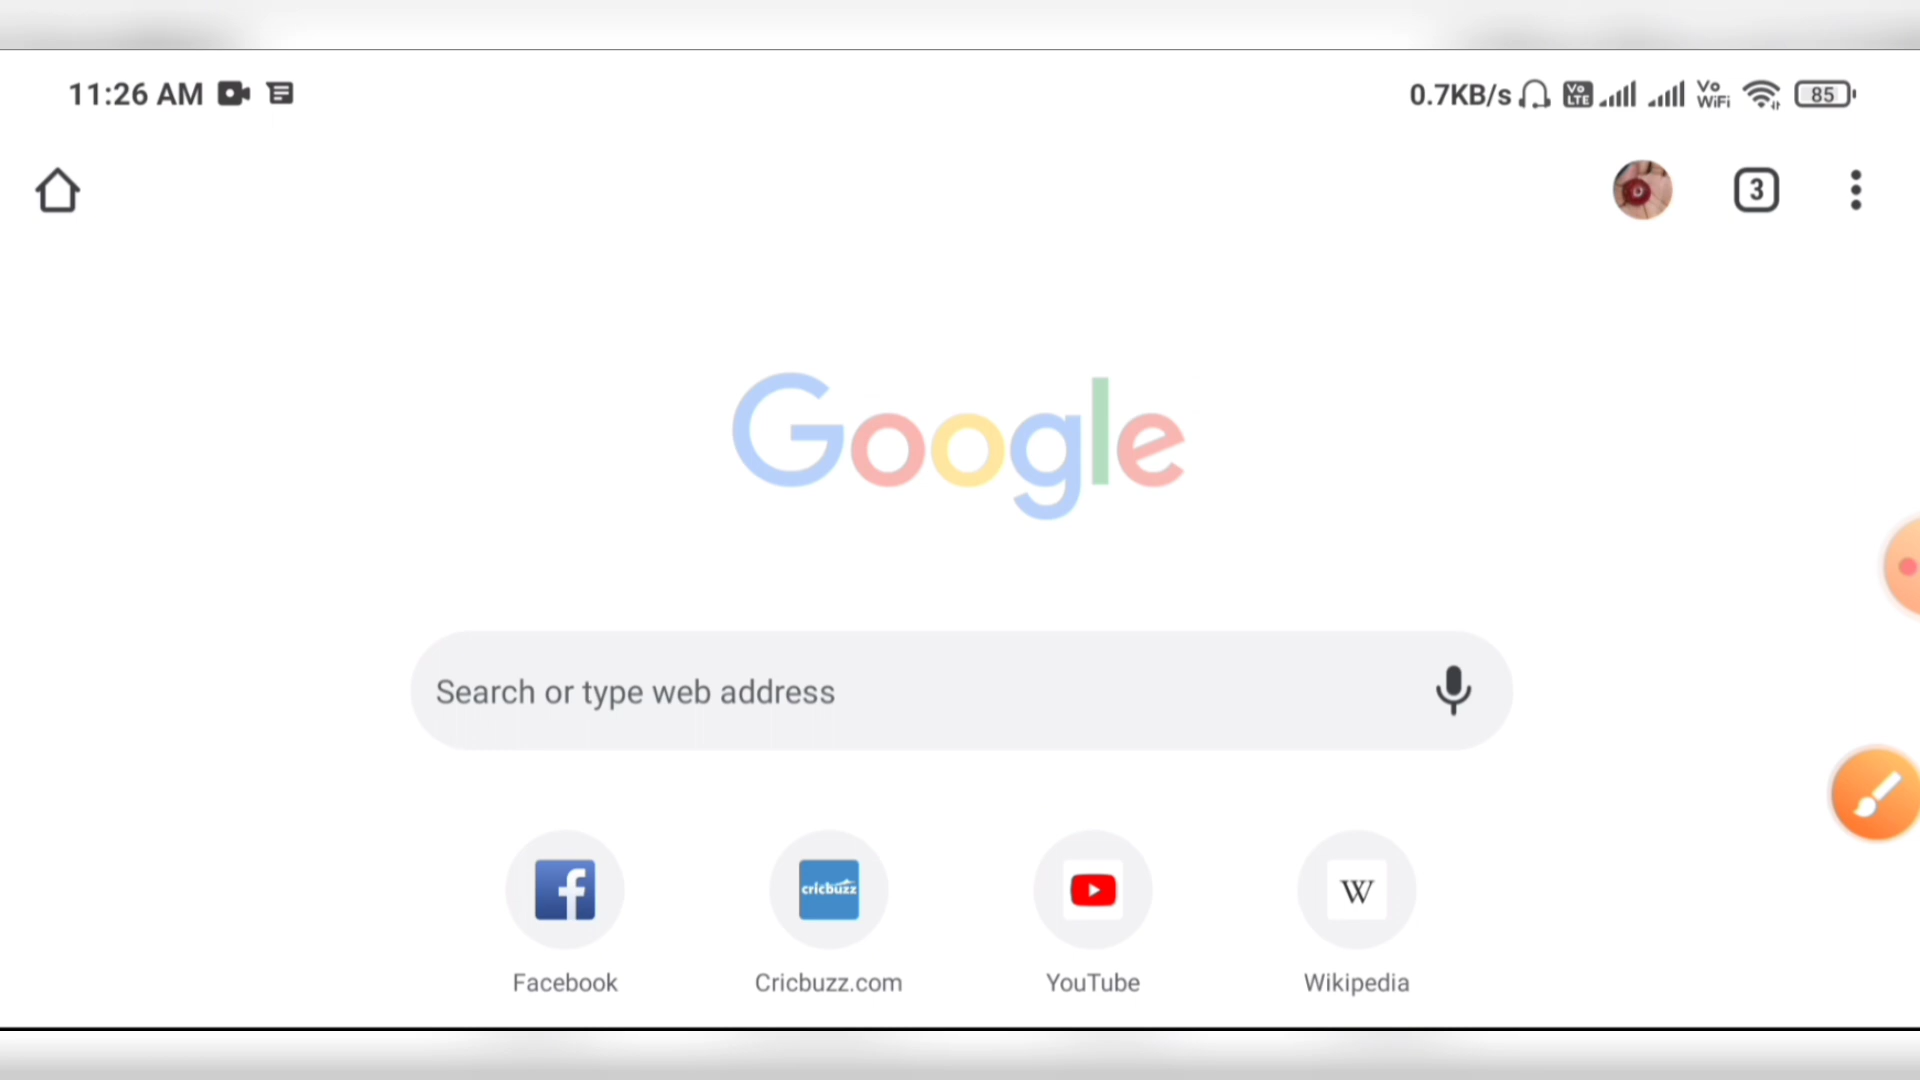 11:26 AM
0.7KB/s
Vo
LTE
Vo
WiFi
85
3
Google
Search or type web address
f
cricbuzz
W
Facebook
Cricbuzz.com
YouTube
Wikipedia